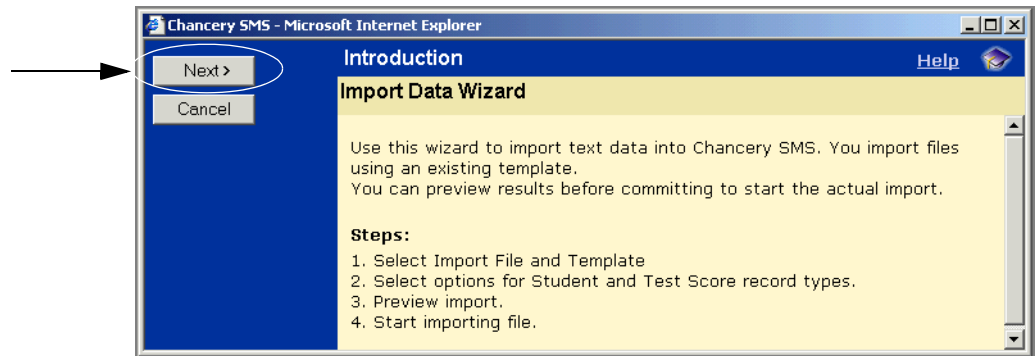 Chancery SMS - Microsoft Internet Explorer
Next >
Cancel
Introduction
Help
Import Data Wizard
Use this wizard to import text data into Chancery SMS. You import files
using an existing template.
You can preview results before committing to start the actual import.
Steps:
1. Select Import File and Template
2. Select options for Student and Test Score record types.
3. Preview import.
4. Start importing file.